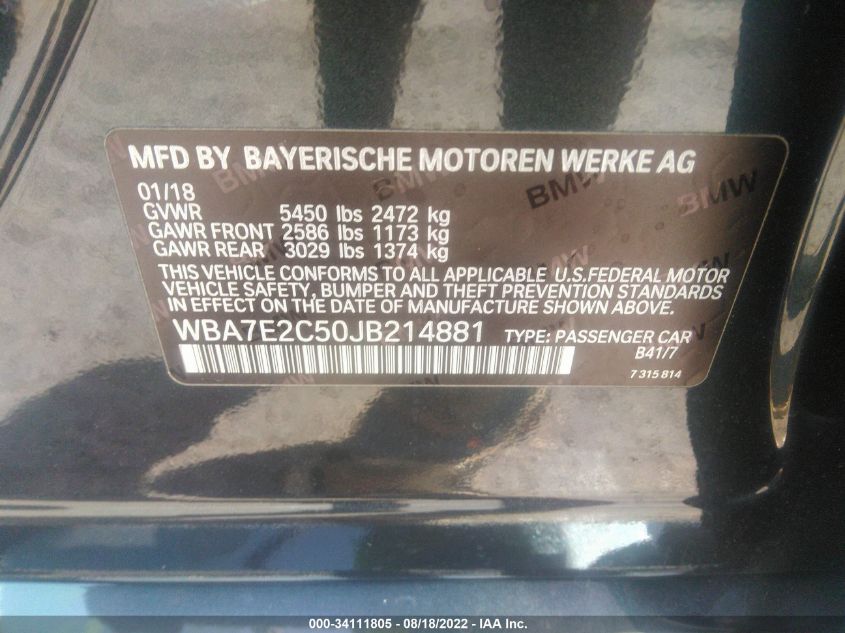 MFD BY BAYERISCHE MOTOREN WERKE AG
01/18
GVWR 5450 lbs 2472 kg
GAWR FRONT 2586 lbs 1173 kg
GAWR REAR 3029 lbs 1374 kg
THIS VEHICLE CONFORMS TO ALL APPLICABLE U.S.FEDERAL MOTOR
VEHICLE SAFETY, BUMPER AND THEFT PREVENTION STANDARDS
IN EFFECT ON THE DATE OF MANUFACTURE SHOWN ABOVE.
WBA7E2C50JB214881 TYPE: PASSENGER CAR
B41/7
7 315 814
BMW
BMW
BMW
000-34111805 - 08/18/2022 - IAA Inc.